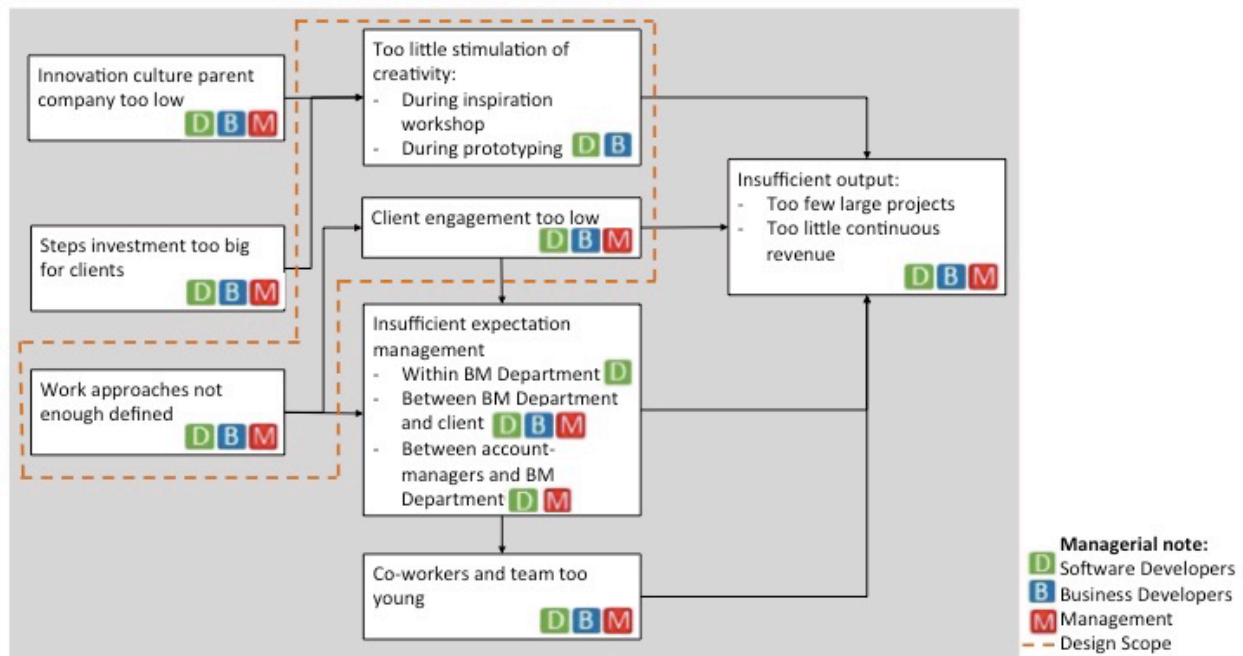 Innovation culture parent
company too low
D B M
Steps investment too big
for clients
D B M
Work approaches not
enough defined
D B M
Too little stimulation of
creativity:
- During inspiration
workshop
- During prototyping D B
Client engagement too low
D B M
Insufficient expectation
management
- Within BM Department D
- Between BM Department
and client D B M
- Between account-
managers and BM
Department D M
Co-workers and team too
young
D B M
Insufficient output:
- Too few large projects
- Too little continuous
revenue
D B M
Managerial note:
D Software Developers
B Business Developers
M Management
Design Scope